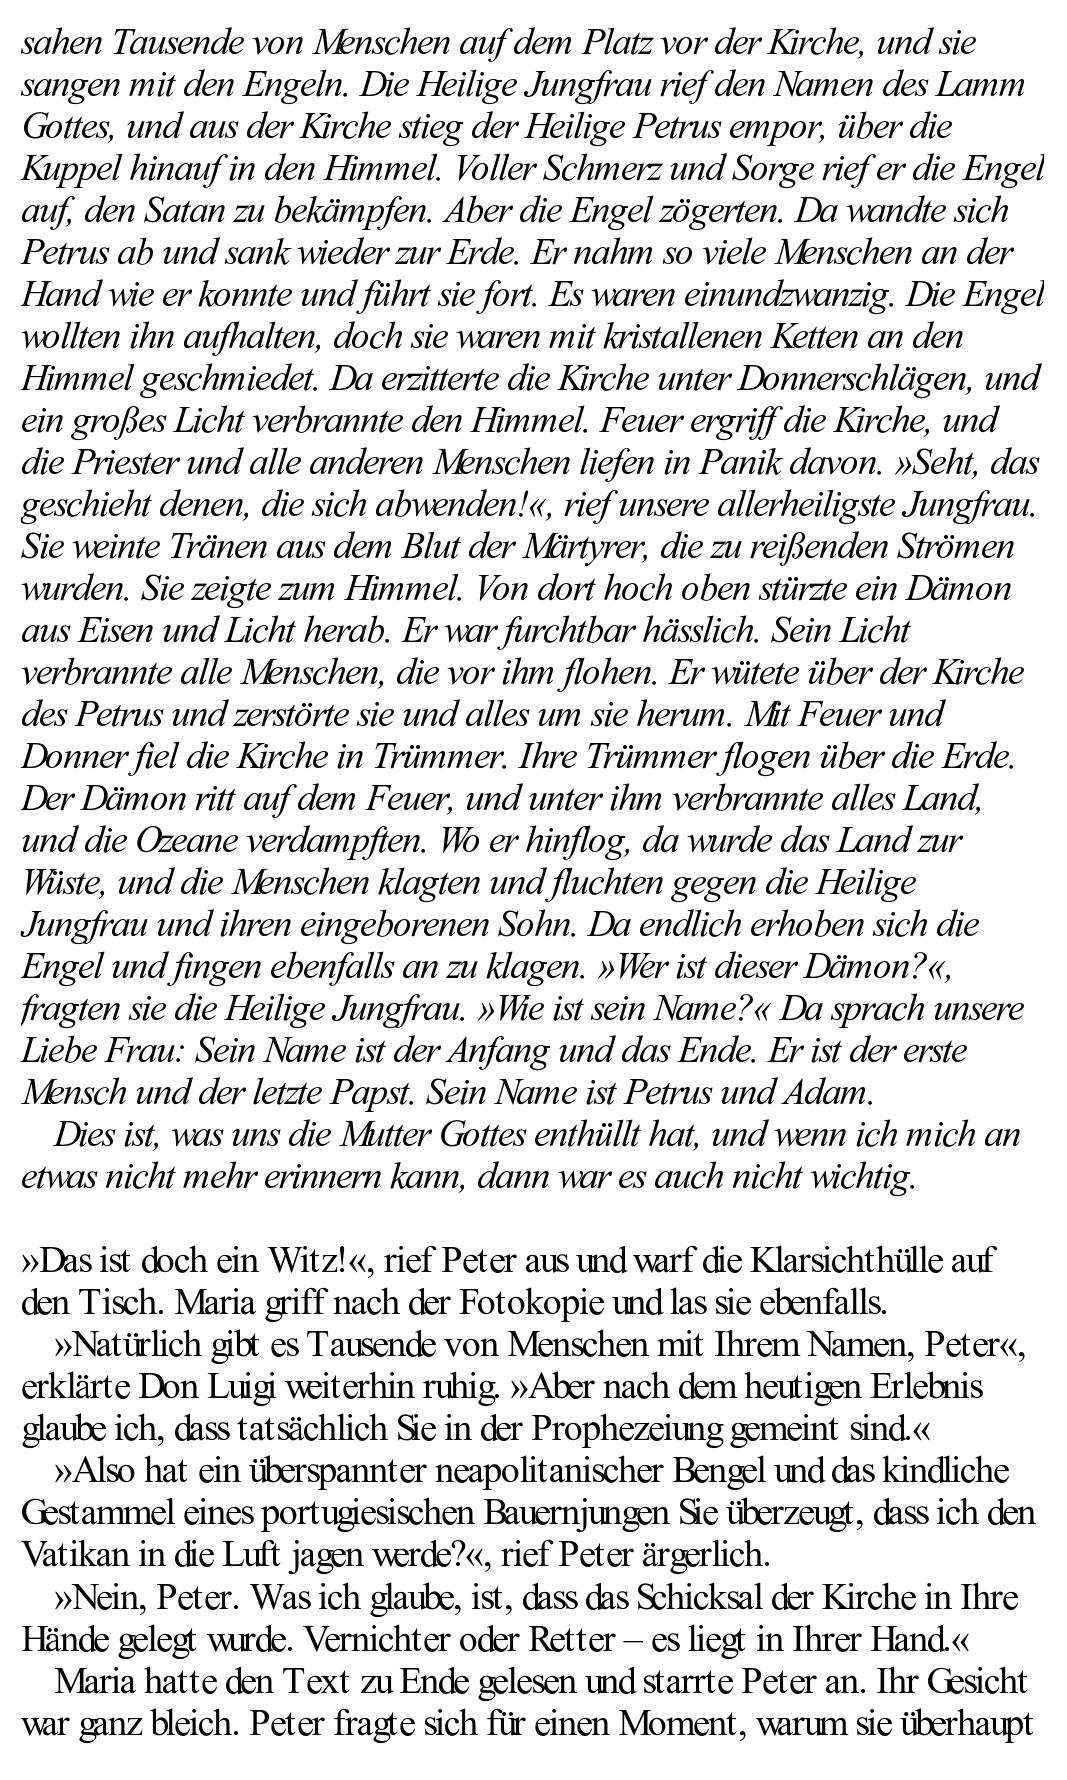 sahen Tausende von Menschen auf dem Platz vor der Kirche, und sie
sangen mit den Engeln. Die Heilige Jungfrau rief den Namen des Lamm
Gottes, und aus der Kirche stieg der Heilige Petrus empor, über die
Kuppel hinauf in den Himmel. Voller Schmerz und Sorge rief er die Engel
auf, den Satan zu bekämpfen. Aber die Engel zögerten. Da wandte sich
Petrus ab und sank wieder zur Erde. Er nahm so viele Menschen an der
Hand wie er konnte und führt sie fort. Es waren einundzwanzig. Die Engel
wollten ihn aufhalten, doch sie waren mit kristallenen Ketten an den
Himmel geschmiedet. Da erzitterte die Kirche unter Donnerschlägen, und
ein großes Licht verbrannte den Himmel. Feuer ergriff die Kirche, und
die Priester und alle anderen Menschen liefen in Panik davon. »Seht, das
geschieht denen, die sich abwenden!«, rief unsere allerheiligste Jungfrau.
Sie weinte Tränen aus dem Blut der Märtyrer, die zu reißenden Strömen
wurden. Sie zeigte zum Himmel. Von dort hoch oben stürzte ein Dämon
aus Eisen und Licht herab. Er war furchtbar hässlich. Sein Licht
verbrannte alle Menschen, die vor ihm flohen. Er wütete über der Kirche
des Petrus und zerstörte sie und alles um sie herum. Mit Feuer und
Donner fiel die Kirche in Trümmer. Ihre Trümmer flogen über die Erde.
Der Dämon ritt auf dem Feuer, und unter ihm verbrannte alles Land,
und die Ozeane verdampften. Wo er hinflog, da wurde das Land zur
Wüste, und die Menschen klagten und fluchten gegen die Heilige
Jungfrau und ihren eingeborenen Sohn. Da endlich erhoben sich die
Engel und fingen ebenfalls an zu klagen. »Wer ist dieser Dämon?«,
fragten sie die Heilige Jungfrau. »Wie ist sein Name?« Da sprach unsere
Liebe Frau: Sein Name ist der Anfang und das Ende. Er ist der erste
Mensch und der letzte Papst. Sein Name ist Petrus und Adam.
Dies ist, was uns die Mutter Gottes enthüllt hat, und wenn ich mich an
etwas nicht mehr erinnern kann, dann war es auch nicht wichtig.
»Das ist doch ein Witz!«, rief Peter aus und warf die Klarsichthülle auf
den Tisch. Maria griff nach der Fotokopie und las sie ebenfalls.
»Natürlich gibt es Tausende von Menschen mit Ihrem Namen, Peter«,
erklärte Don Luigi weiterhin ruhig. »Aber nach dem heutigen Erlebnis
glaube ich, dass tatsächlich Sie in der Prophezeiung gemeint sind.«
»Also hat ein überspannter neapolitanischer Bengel und das kindliche
Gestammel eines portugiesischen Bauernjungen Sie überzeugt, dass ich den
Vatikan in die Luft jagen werde?«, rief Peter ärgerlich.
»Nein, Peter. Was ich glaube, ist, dass das Schicksal der Kirche in Ihre
Hände gelegt wurde. Vernichter oder Retter – es liegt in Ihrer Hand.«
Maria hatte den Text zu Ende gelesen und starrte Peter an. Ihr Gesicht
war ganz bleich. Peter fragte sich für einen Moment, warum sie überhaupt